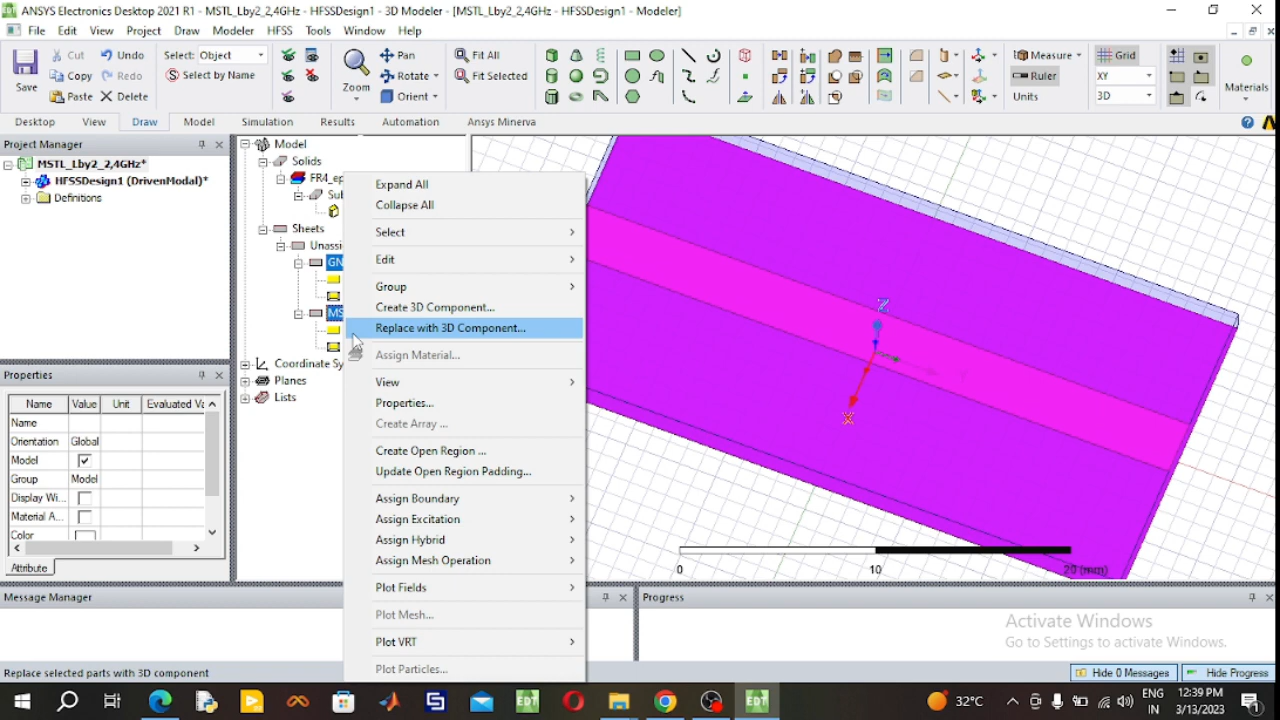 ANSYS Electronics Desktop 2021 R1 - MSTL_Lby2_2,4GHz - HFSSDesign1 - 3D Modeler - [MSTL_Lby2_2,4GHz - HFSSDesign1 - Modeler]
File Edit View Project Draw Modeler HFSS Tools Window Help
Save
Cut
Copy
Paste
Undo
Redo
Delete
Select: Object
Select by Name
Zoom
Pan
Rotate
Orient
Fit All
Fit Selected
Measure
Ruler
Units
Grid
XY
3D
Materials
Desktop View Draw Model Simulation Results Automation Ansys Minerva
Project Manager
MSTL_Lby2_2,4GHz*
HFSSDesign1 (DrivenModal)*
Definitions
Model
Solids
FR4_ep
Sul
Sheets
Unassi
GN
MS
Coordinate Sy
Planes
Lists
Expand All
Collapse All
Select
Edit
Group
Create 3D Component...
Replace with 3D Component...
Assign Material...
View
Properties...
Create Array ...
Create Open Region ...
Update Open Region Padding...
Assign Boundary
Assign Excitation
Assign Hybrid
Assign Mesh Operation
Plot Fields
Plot Mesh...
Plot VRT
Plot Particles...
Z
X
0 10 20 (mm)
Properties
Name Value Unit Evaluated Va
Name
Orientation Global
Model
Group Model
Display Wi...
Material A...
Color
Attribute
Message Manager
Progress
Activate Windows
Go to Settings to activate Windows.
Replace selected parts with 3D component
Hide 0 Messages
Hide Progress
32°C
ENG
IN
12:39 PM
3/13/2023